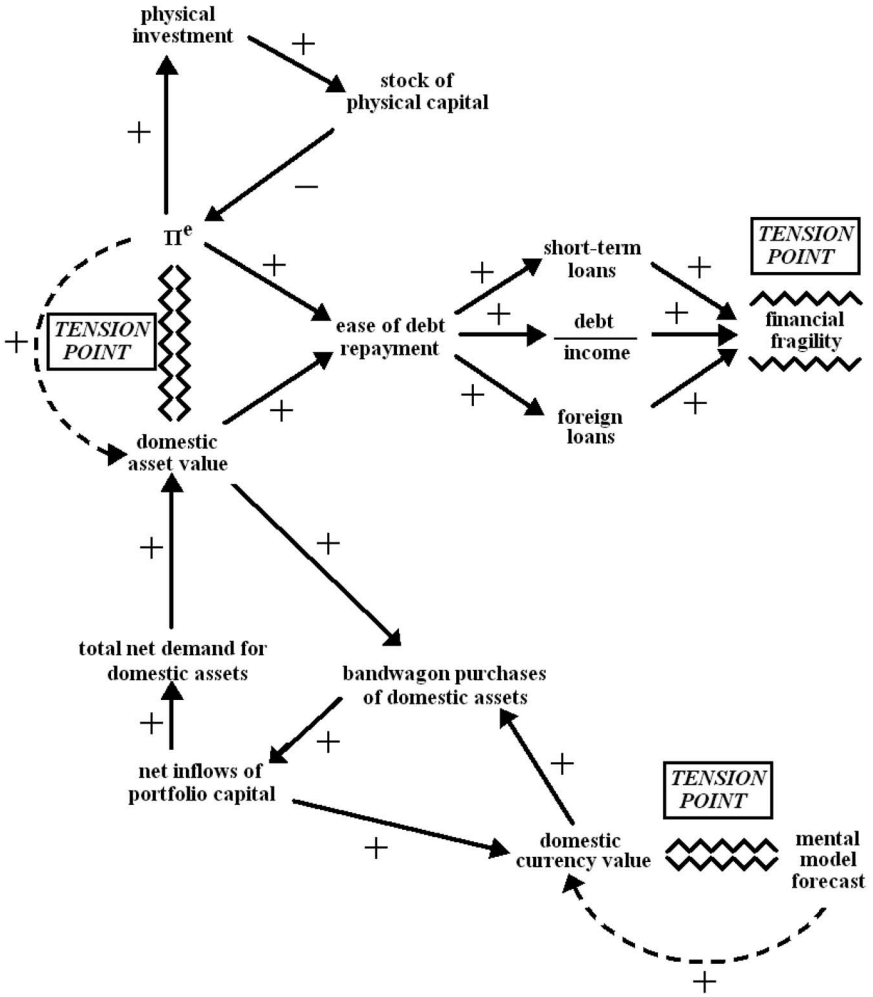 physical
investment
+
stock of
physical capital
+
−
Πe
+
short-term
loans
TENSION
POINT
+
+
+
TENSION
POINT
ease of debt
repayment
+
debt
income
+
financial
fragility
+
+
+
foreign
loans
+
domestic
asset value
+
+
total net demand for
domestic assets
bandwagon purchases
of domestic assets
+
+
+
net inflows of
portfolio capital
TENSION
POINT
+
domestic
currency value
mental
model
forecast
+